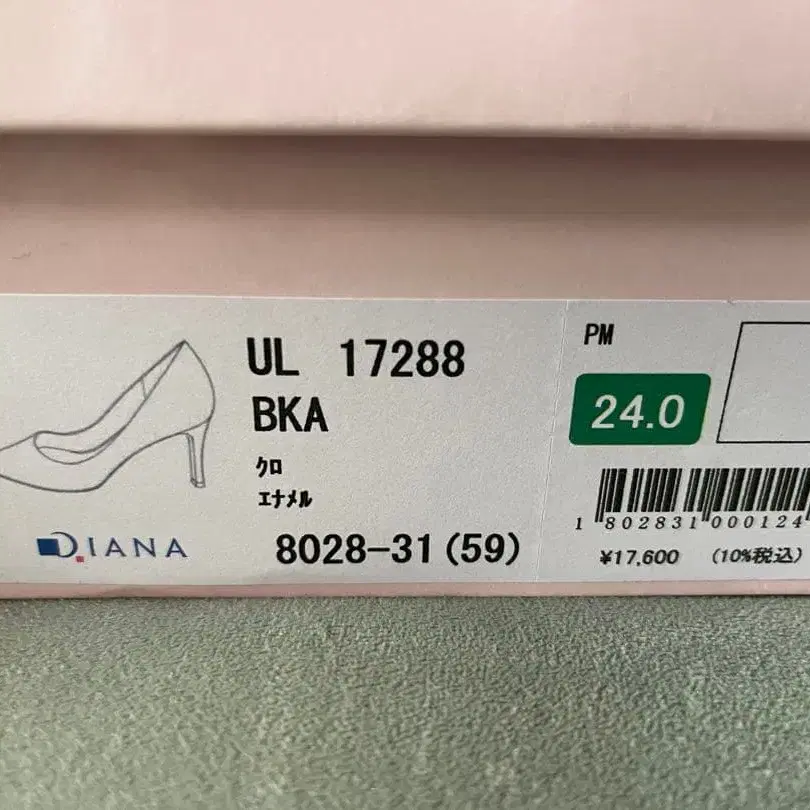 UL 17288
BKA
クロ
エナメル
8028-31(59)
DIANA
PM
24.0
1 802831 000124
¥17,600 (10%税込)